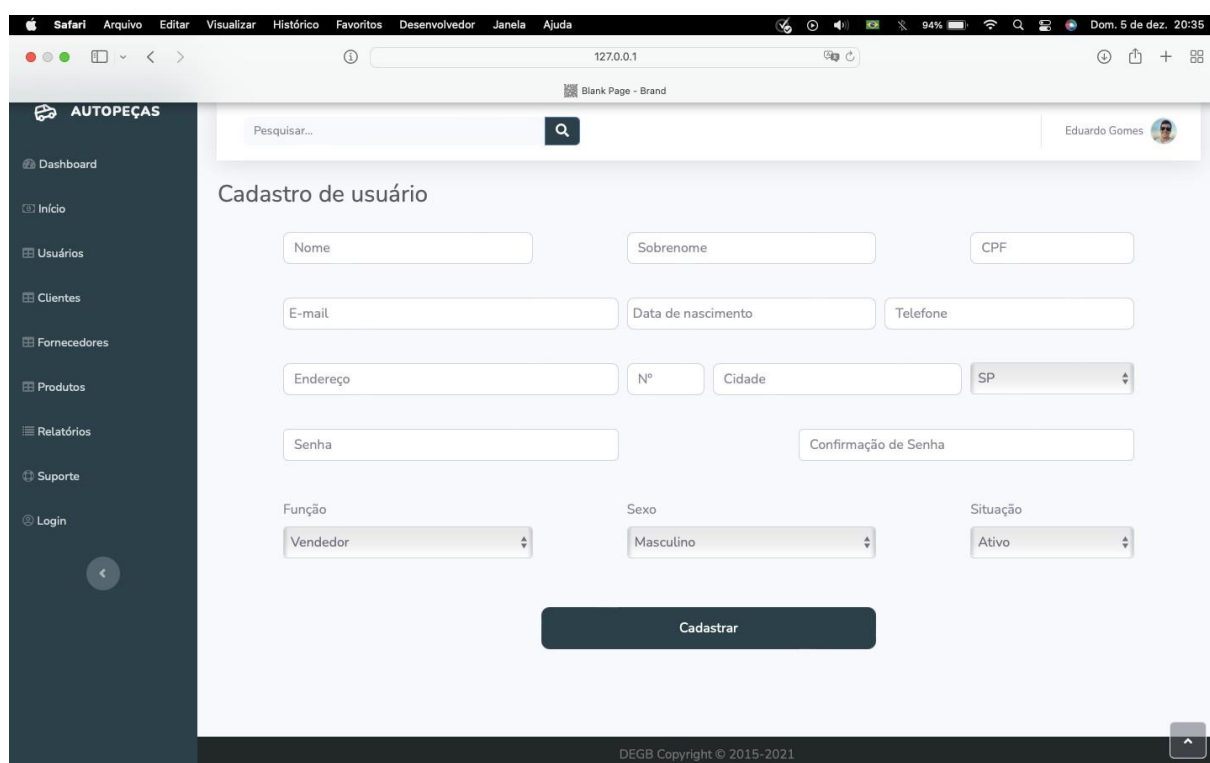 Safari Arquivo Editar Visualizar Histórico Favoritos Desenvolvedor Janela Ajuda 94% Dom. 5 de dez. 20:35
127.0.0.1
Blank Page - Brand
AUTOPEÇAS
Pesquisar...
Eduardo Gomes
Dashboard
Início
Usuários
Clientes
Fornecedores
Produtos
Relatórios
Suporte
Login
Cadastro de usuário
Nome Sobrenome CPF
E-mail Data de nascimento Telefone
Endereço Nº Cidade SP
Senha Confirmação de Senha
Função Sexo Situação
Vendedor Masculino Ativo
Cadastrar
DEGB Copyright © 2015-2021